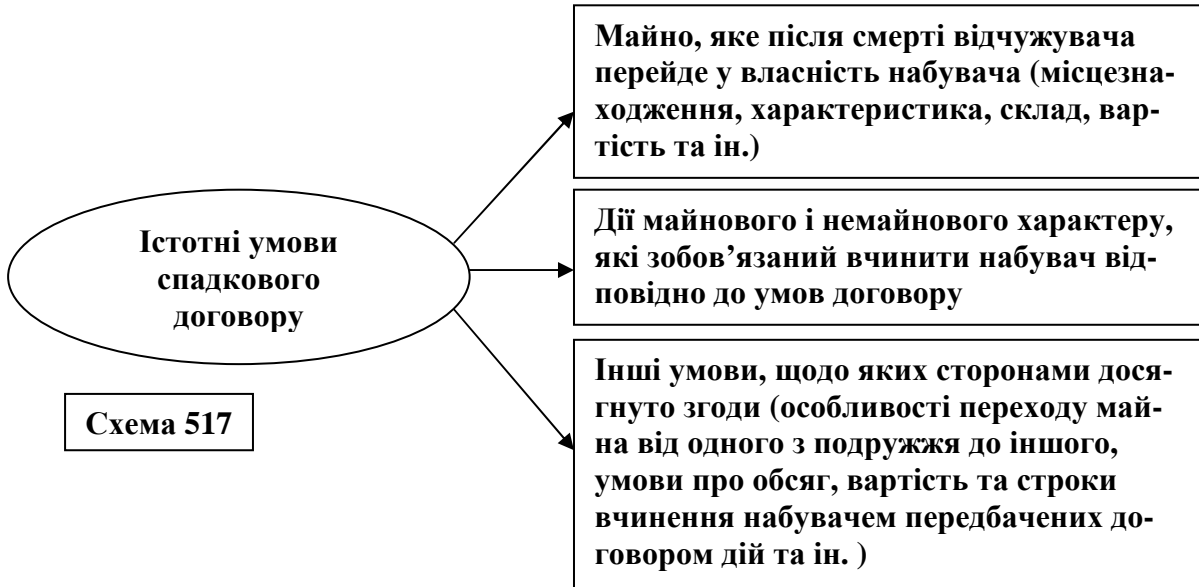 Майно, яке після смерті відчужувача
перейде у власність набувача (місцезна-
ходження, характеристика, склад, вар-
тість та ін.)
Істотні умови
спадкового
договору
Дії майнового і немайнового характеру,
які зобов’язаний вчинити набувач від-
повідно до умов договору
Схема 517
Інші умови, щодо яких сторонами дося-
гнуто згоди (особливості переходу май-
на від одного з подружжя до іншого,
умови про обсяг, вартість та строки
вчинення набувачем передбачених до-
говором дій та ін. )